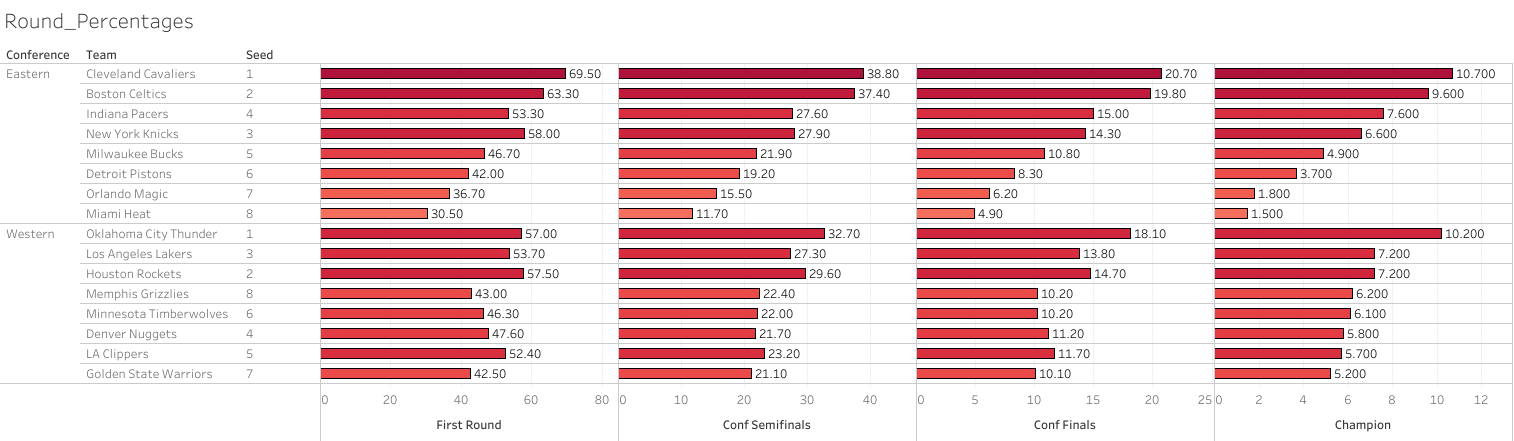 Round_Percentages
Conference Team Seed
Eastern Cleveland Cavaliers 1 69.50 38.80 20.70 10.700
Boston Celtics 2 63.30 37.40 19.80 9.600
Indiana Pacers 4 53.30 27.60 15.00 7.600
New York Knicks 3 58.00 27.90 14.30 6.600
Milwaukee Bucks 5 46.70 21.90 10.80 4.900
Detroit Pistons 6 42.00 19.20 8.30 3.700
Orlando Magic 7 36.70 15.50 6.20 1.800
Miami Heat 8 30.50 11.70 4.90 1.500
Western Oklahoma City Thunder 1 57.00 32.70 18.10 10.200
Los Angeles Lakers 3 53.70 27.30 13.80 7.200
Houston Rockets 2 57.50 29.60 14.70 7.200
Memphis Grizzlies 8 43.00 22.40 10.20 6.200
Minnesota Timberwolves 6 46.30 22.00 10.20 6.100
Denver Nuggets 4 47.60 21.70 11.20 5.800
LA Clippers 5 52.40 23.20 11.70 5.700
Golden State Warriors 7 42.50 21.10 10.10 5.200
0 20 40 60 80 0 10 20 30 40 0 5 10 15 20 25 0 2 4 6 8 10 12
First Round Conf Semifinals Conf Finals Champion